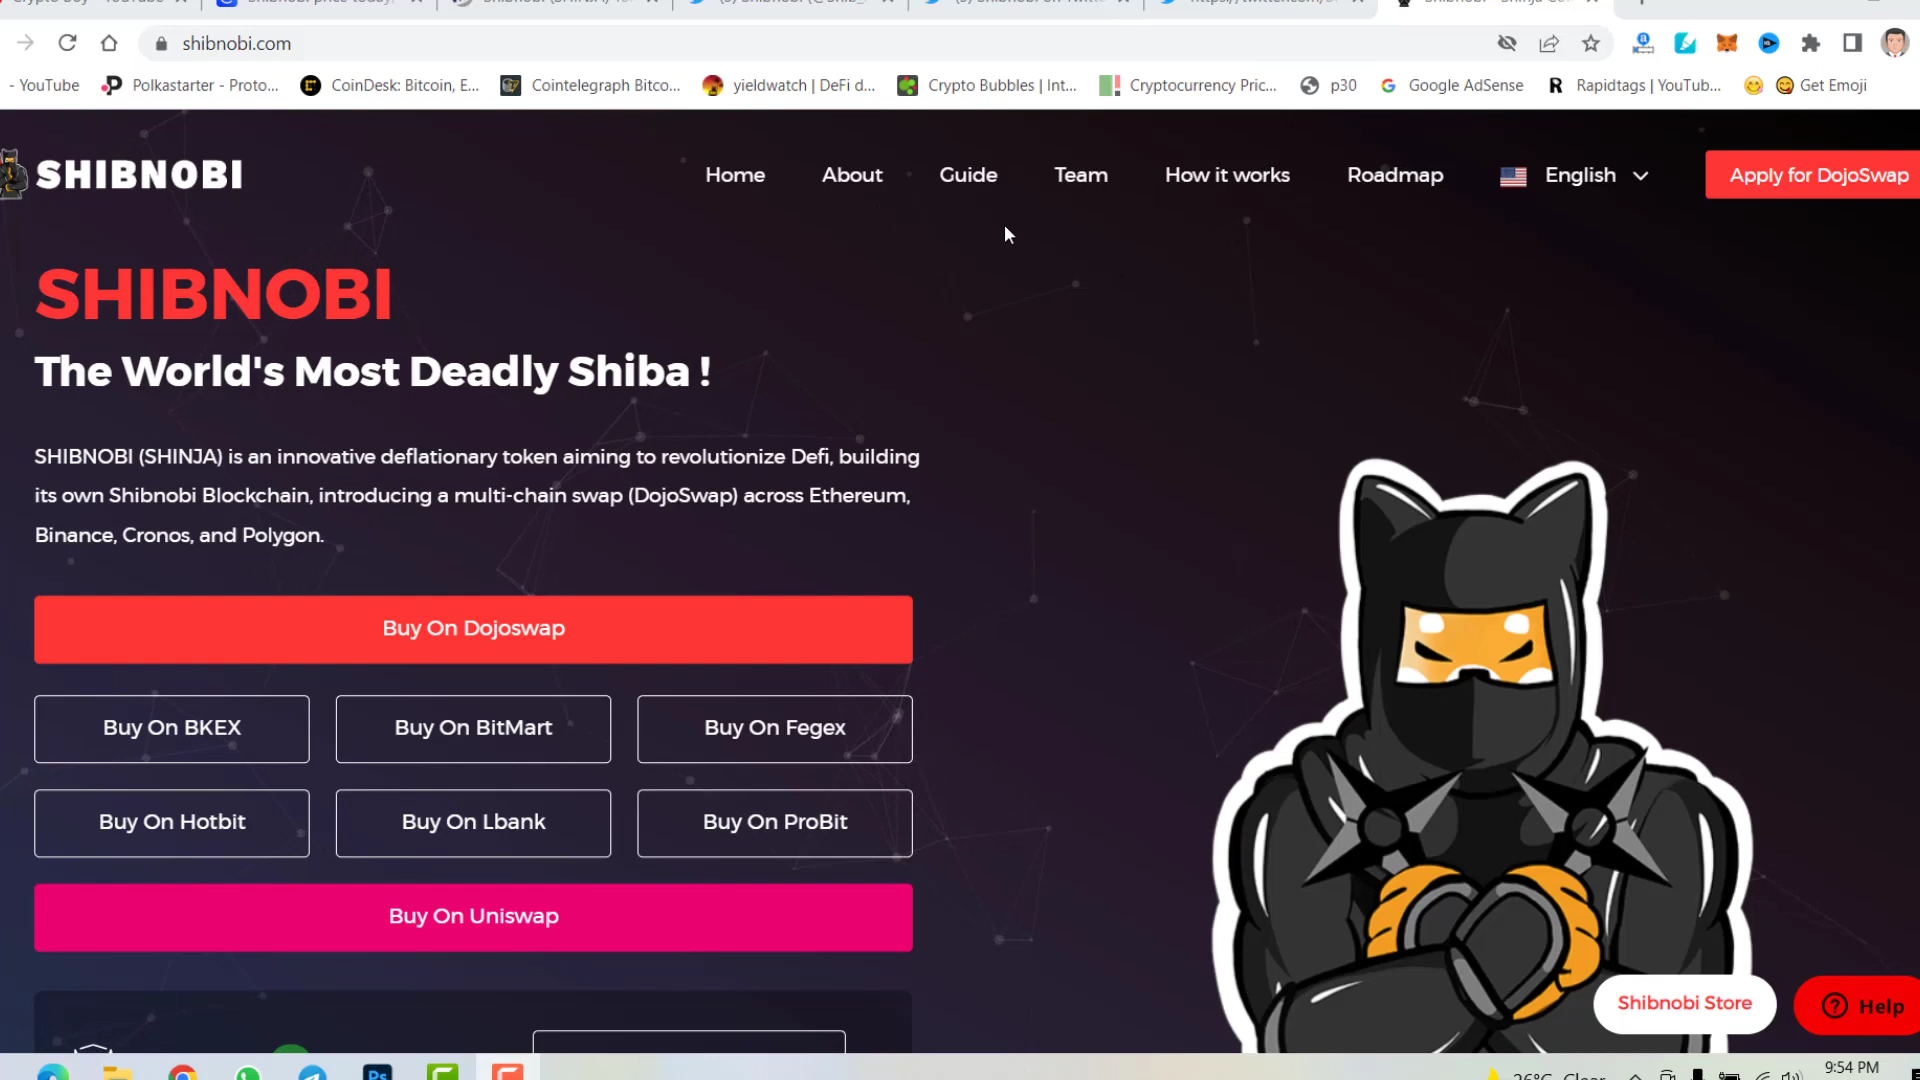 shibnobi.com
- YouTube
Polkastarter - Proto...
CoinDesk: Bitcoin, E...
Cointelegraph Bitco...
yieldwatch | DeFi d...
Crypto Bubbles | Int...
Cryptocurrency Pric...
p30
Google AdSense
Rapidtags | YouTub...
Get Emoji
SHIBNOBI
Home
About
Guide
Team
How it works
Roadmap
English
Apply for DojoSwap
SHIBNOBI
The World's Most Deadly Shiba !
SHIBNOBI (SHINJA) is an innovative deflationary token aiming to revolutionize Defi, building
its own Shibnobi Blockchain, introducing a multi-chain swap (DojoSwap) across Ethereum,
Binance, Cronos, and Polygon.
Buy On Dojoswap
Buy On BKEX
Buy On BitMart
Buy On Fegex
Buy On Hotbit
Buy On Lbank
Buy On ProBit
Buy On Uniswap
Shibnobi Store
Help
Ps
26°C Clear
9:54 PM